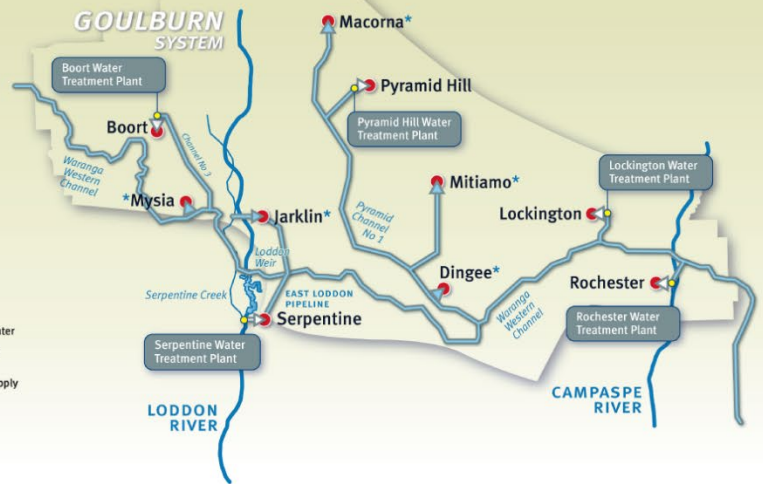 GOULBURN
SYSTEM
Macorna*
Boort Water
Treatment Plant
Pyramid Hill
Pyramid Hill Water
Treatment Plant
Boort
Channel No 3
Waranga
Western
Channel
Lockington Water
Treatment Plant
Mitiamo*
*Mysia
Jarklin*
Lockington
Pyramid
Channel
No 1
Loddon
Weir
Dingee*
Rochester
Serpentine Creek
EAST LODDON
PIPELINE
Waranga
Western
Channel
Serpentine
Rochester Water
Treatment Plant
Serpentine Water
Treatment Plant
LODDON
RIVER
CAMPASPE
RIVER